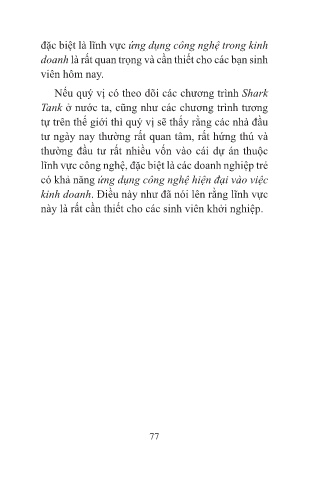 đặc biệt là lĩnh vực ứng dụng công nghệ trong kinh
doanh là rất quan trọng và cần thiết cho các bạn sinh
viên hôm nay.
Nếu quý vị có theo dõi các chương trình Shark
Tank ở nước ta, cũng như các chương trình tương
tự trên thế giới thì quý vị sẽ thấy rằng các nhà đầu
tư ngày nay thường rất quan tâm, rất hứng thú và
thường đầu tư rất nhiều vốn vào cái dự án thuộc
lĩnh vực công nghệ, đặc biệt là các doanh nghiệp trẻ
có khả năng ứng dụng công nghệ hiện đại vào việc
kinh doanh. Điều này như đã nói lên rằng lĩnh vực
này là rất cần thiết cho các sinh viên khởi nghiệp.
77